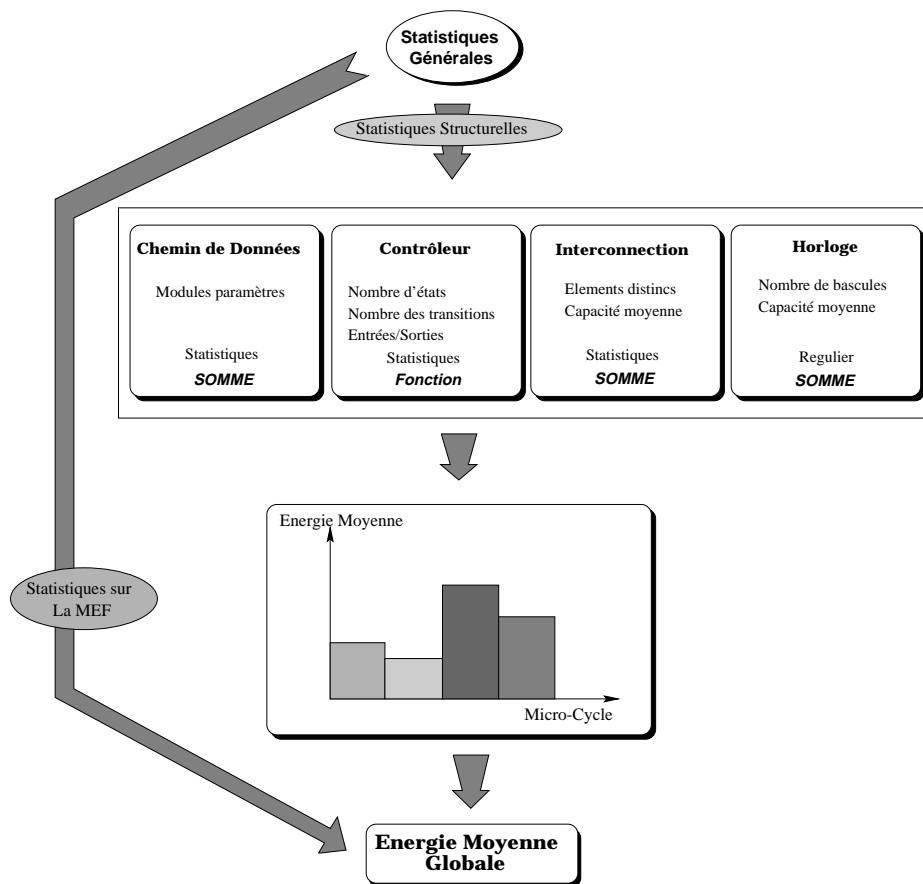 Statistiques
Générales
Statistiques Structurelles
Chemin de Données
Modules paramètres
Statistiques
SOMME
Contrôleur
Nombre d'états
Nombre des transitions
Entrées/Sorties
Statistiques
Fonction
Interconnection
Elements distincs
Capacité moyenne
Statistiques
SOMME
Horloge
Nombre de bascules
Capacité moyenne
Regulier
SOMME
Energie Moyenne
Micro-Cycle
Statistiques sur
La MEF
Energie Moyenne
Globale